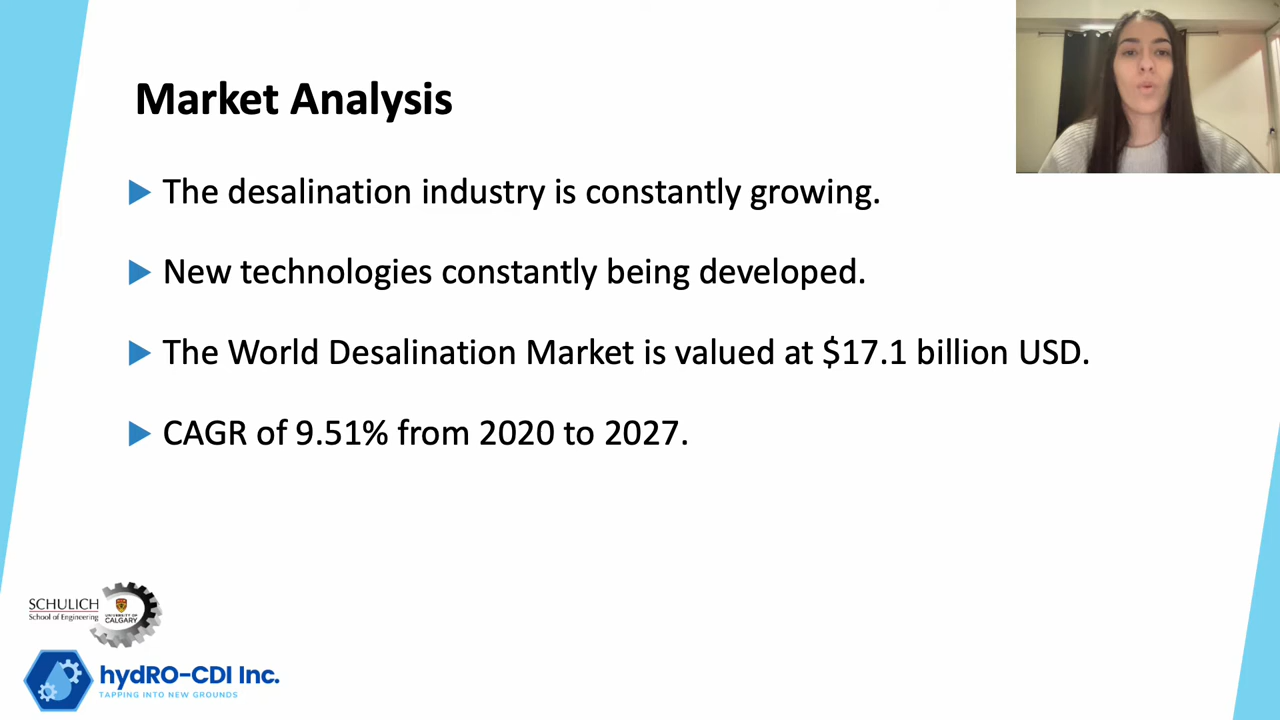 Market Analysis
The desalination industry is constantly growing.
New technologies constantly being developed.
The World Desalination Market is valued at $17.1 billion USD.
CAGR of 9.51% from 2020 to 2027.
SCHULICH
School of Engineering
UNIVERSITY OF
CALGARY
hydRO-CDI Inc.
TAPPING INTO NEW GROUNDS